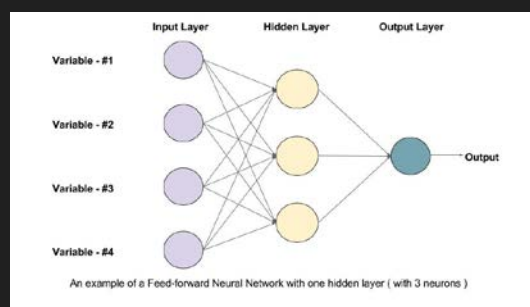 Input Layer Hidden Layer Output Layer
Variable - #1
Variable - #2
Variable - #3
Variable - #4
Output
An example of a Feed-forward Neural Network with one hidden layer ( with 3 neurons )